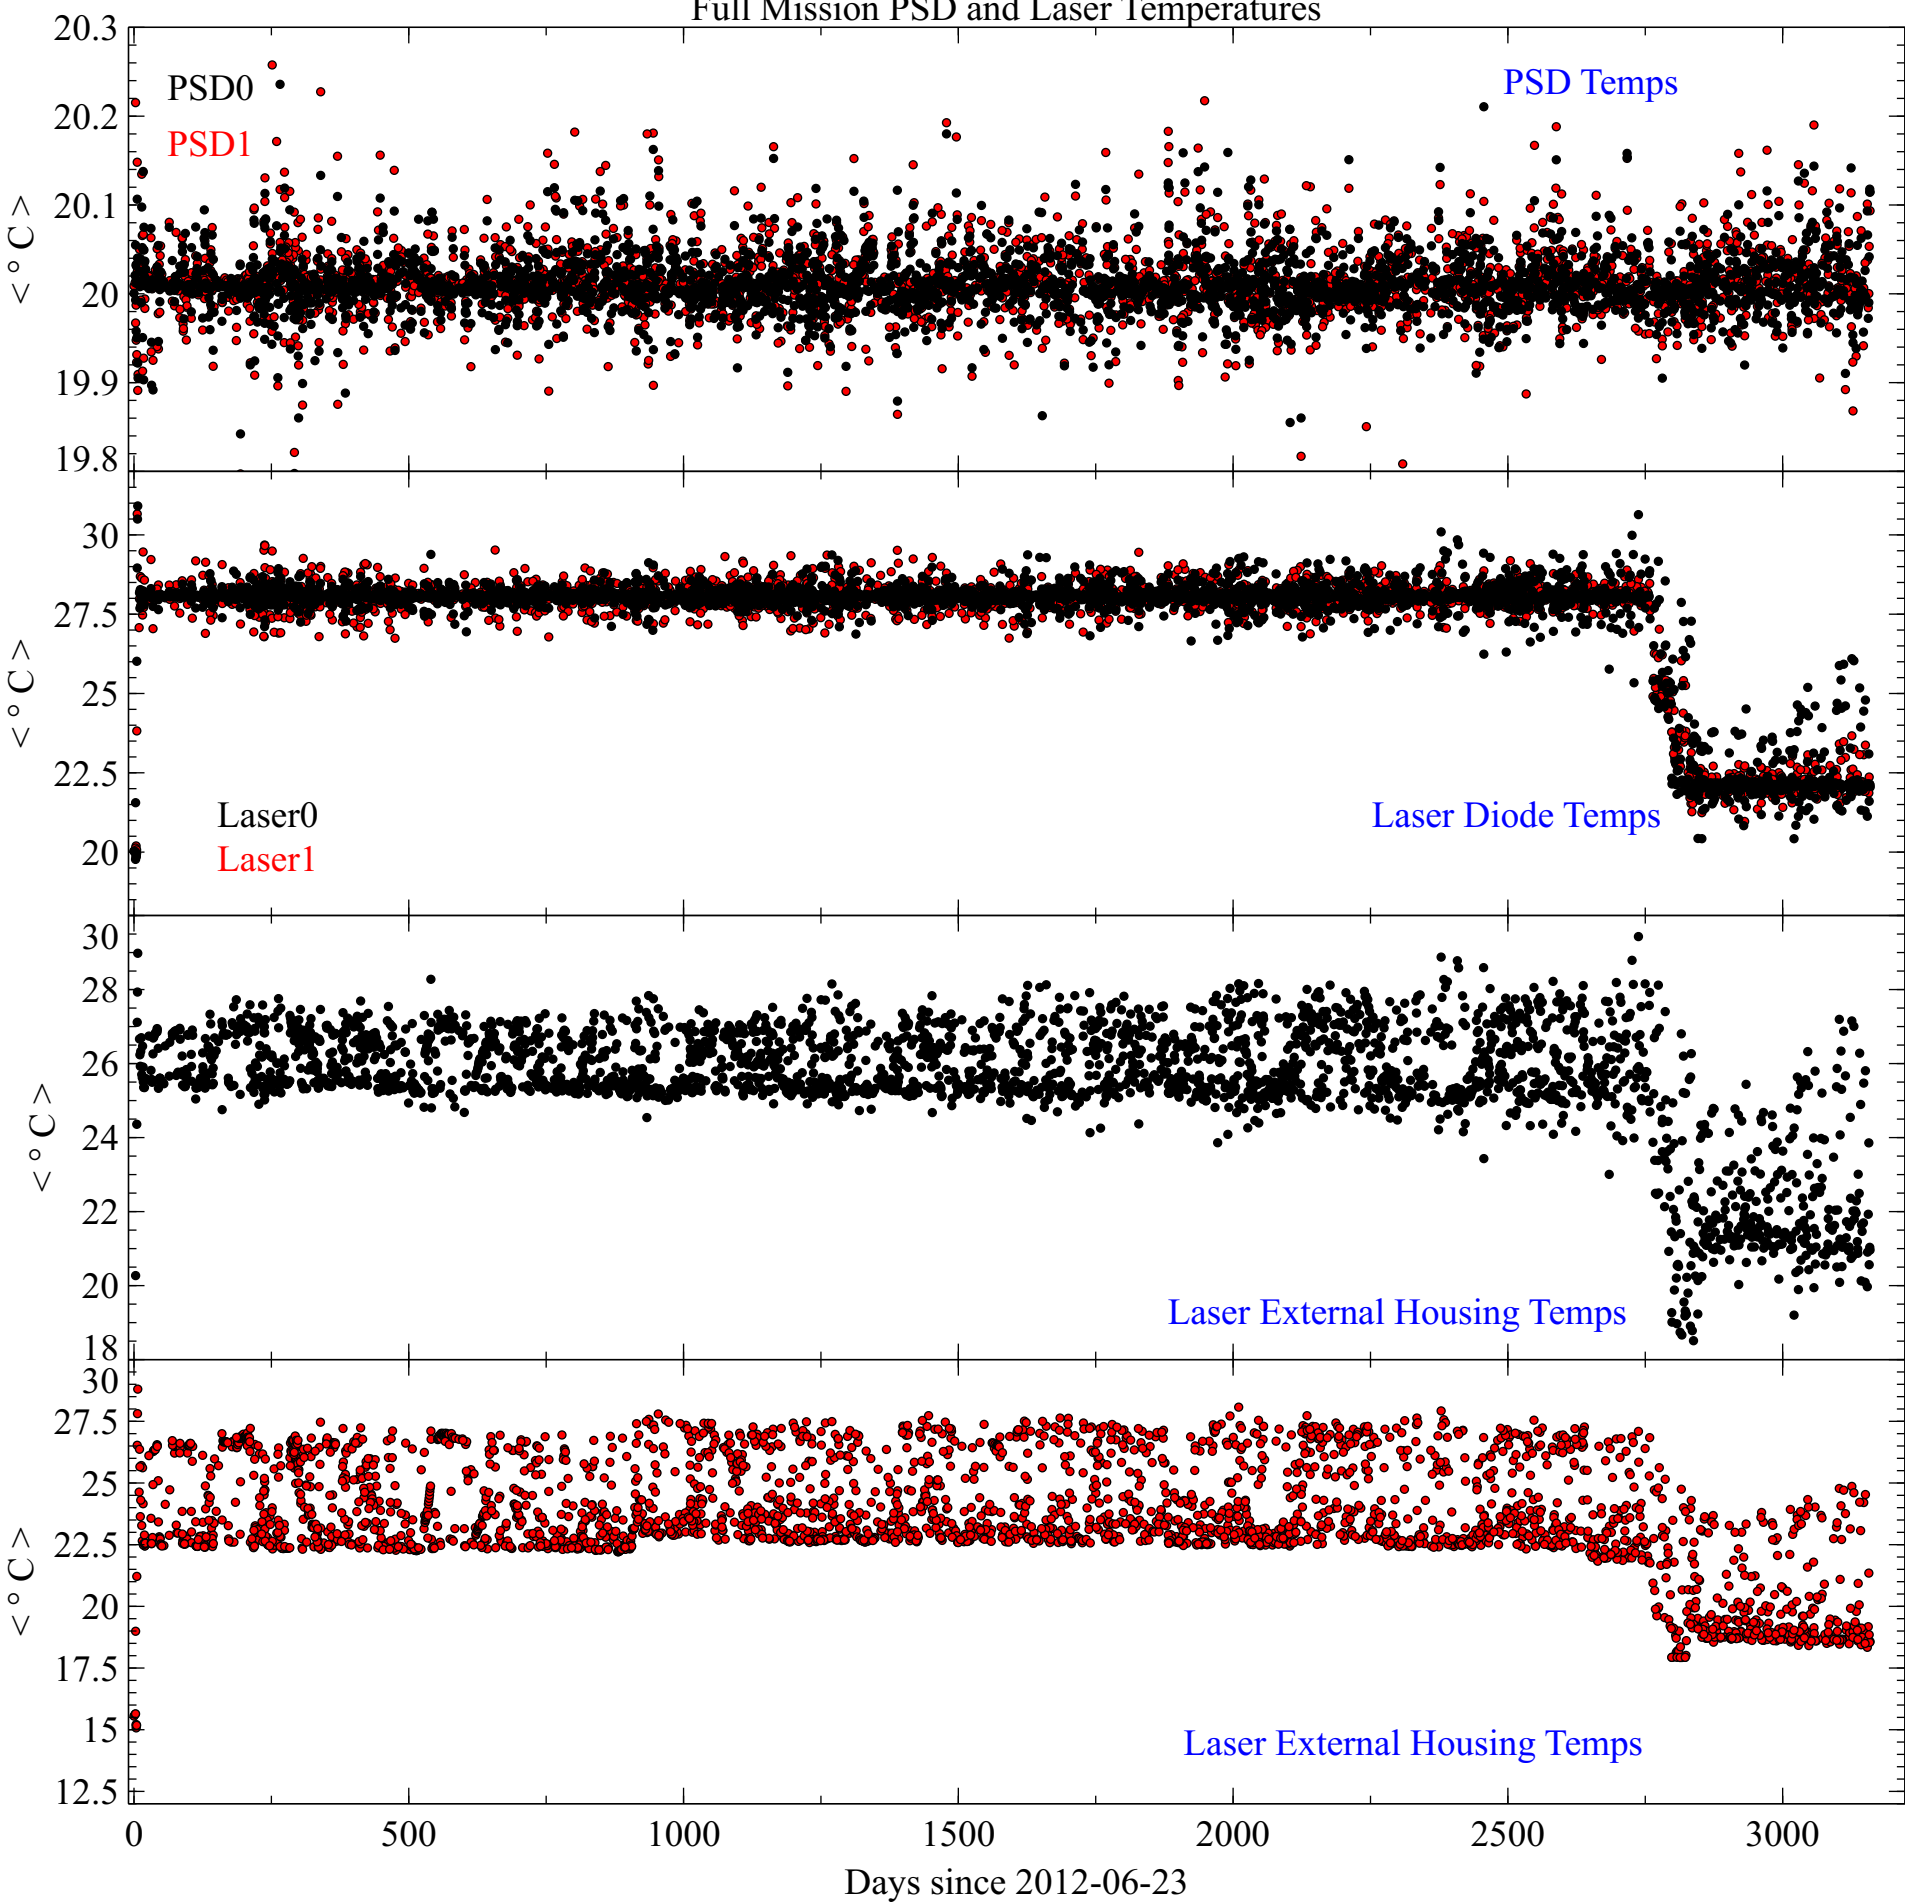 Full Mission PSD and Laser Temperatures
20.3
PSD0
PSD Temps
20.2
PSD1
20.1
<°C>
20
19.9
19.8
30
27.5
<°C>
25
22.5
Laser0
Laser Diode Temps
20
Laser1
30
28
26
<°C>
24
22
20
Laser External Housing Temps
18
30
27.5
25
22.5
<°C>
20
17.5
15
Laser External Housing Temps
12.5
0 500 1000 1500 2000 2500 3000
Days since 2012-06-23